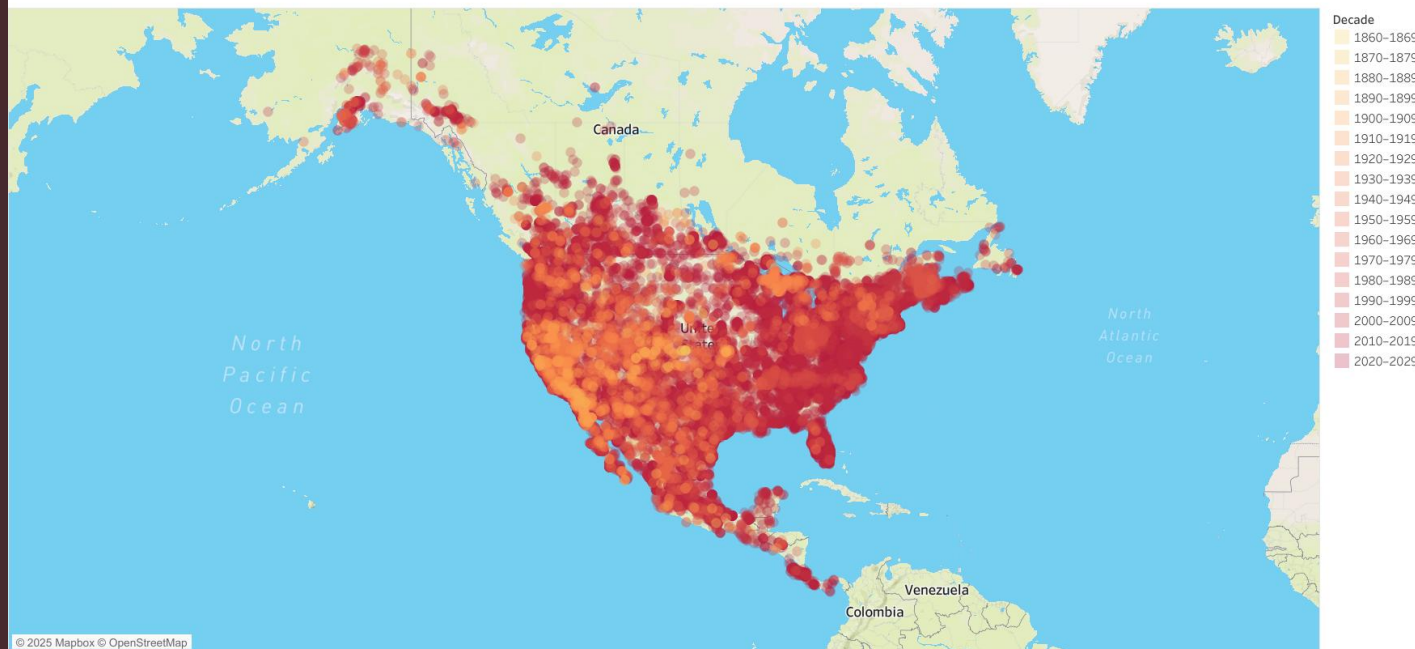 Decade
1860–1869
1870–1879
1880–1889
1890–1899
1900–1909
1910–1919
1920–1929
1930–1939
1940–1949
1950–1959
1960–1969
1970–1979
1980–1989
1990–1999
2000–2009
2010–2019
2020–2029
Canada
United
States
North
Pacific
Ocean
North
Atlantic
Ocean
Venezuela
Colombia
© 2025 Mapbox © OpenStreetMap